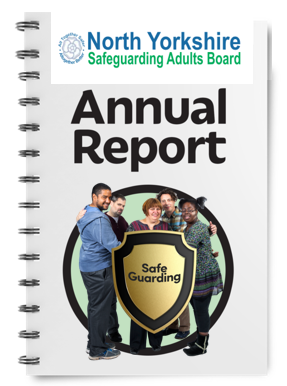 North Yorkshire
Safeguarding Adults Board
Annual
Report
Safe
Guarding